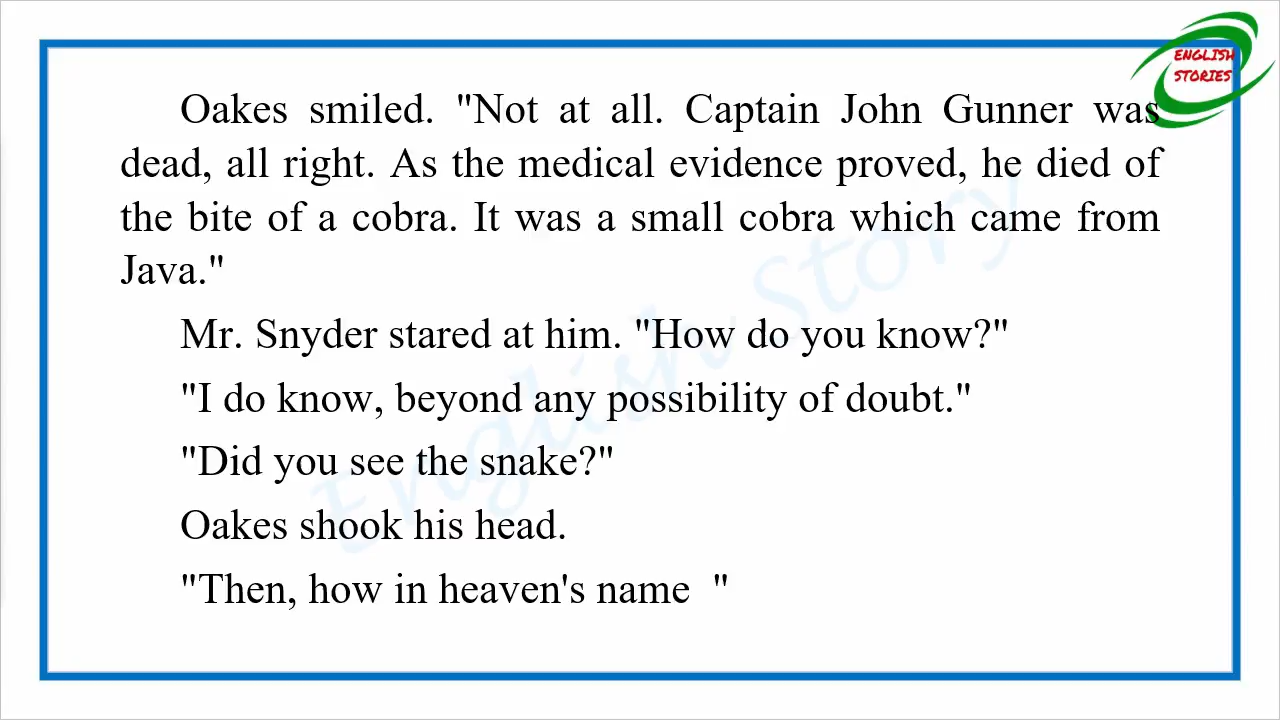 ENGLISH
STORIES
Oakes smiled. "Not at all. Captain John Gunner was
dead, all right. As the medical evidence proved, he died of
the bite of a cobra. It was a small cobra which came from
Java."
Mr. Snyder stared at him. "How do you know?"
"I do know, beyond any possibility of doubt."
"Did you see the snake?"
Oakes shook his head.
"Then, how in heaven's name  "
English Story